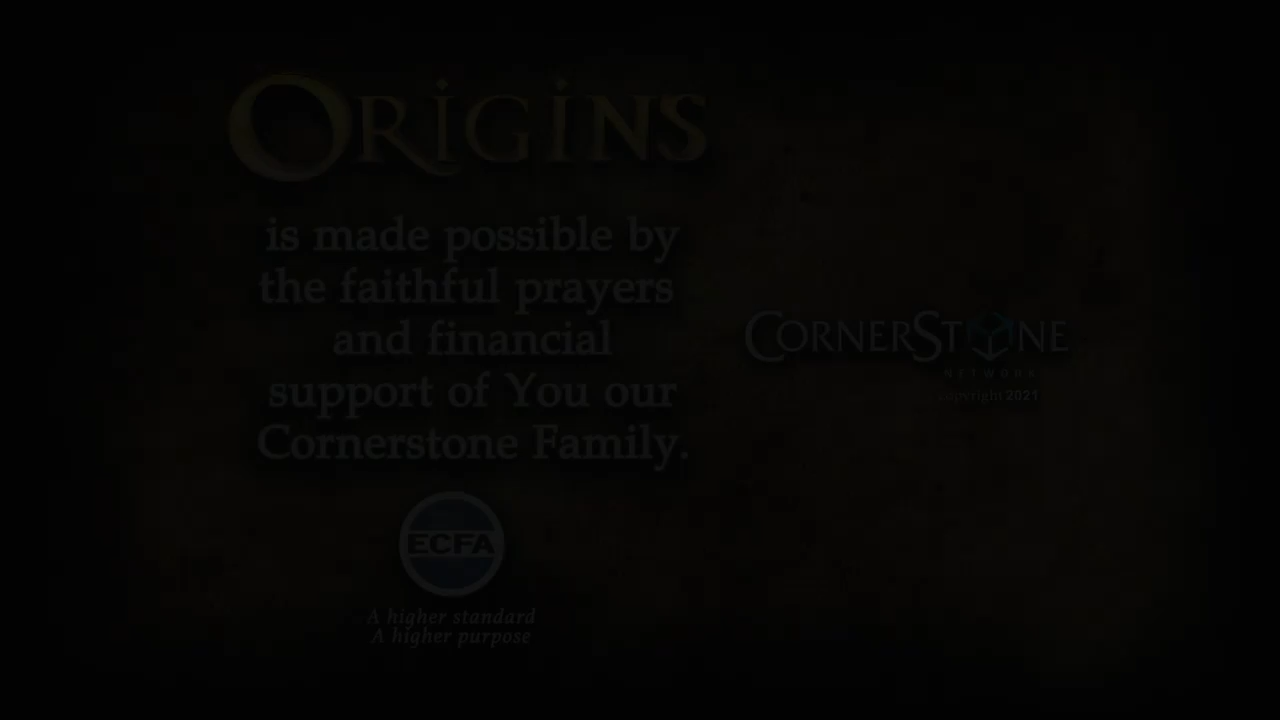 ORIGINS
is made possible by
the faithful prayers
and financial
support of You our
Cornerstone Family.
CORNERSTONE
NETWORK
copyright 2021
ECFA
A higher standard
A higher purpose